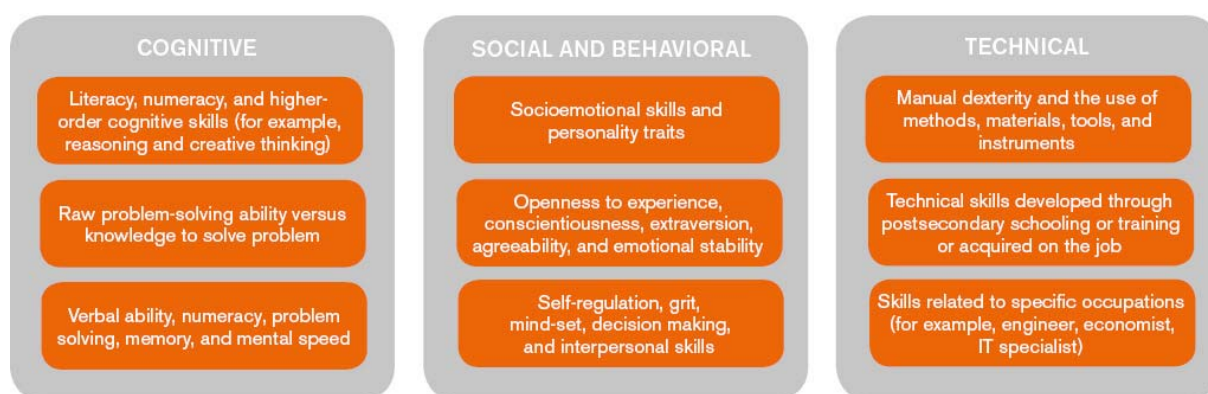 COGNITIVE
Literacy, numeracy, and higher-
order cognitive skills (for example,
reasoning and creative thinking)
Raw problem-solving ability versus
knowledge to solve problem
Verbal ability, numeracy, problem
solving, memory, and mental speed
SOCIAL AND BEHAVIORAL
Socioemotional skills and
personality traits
Openness to experience,
conscientiousness, extraversion,
agreeability, and emotional stability
Self-regulation, grit,
mind-set, decision making,
and interpersonal skills
TECHNICAL
Manual dexterity and the use of
methods, materials, tools, and
instruments
Technical skills developed through
postsecondary schooling or training
or acquired on the job
Skills related to specific occupations
(for example, engineer, economist,
IT specialist)